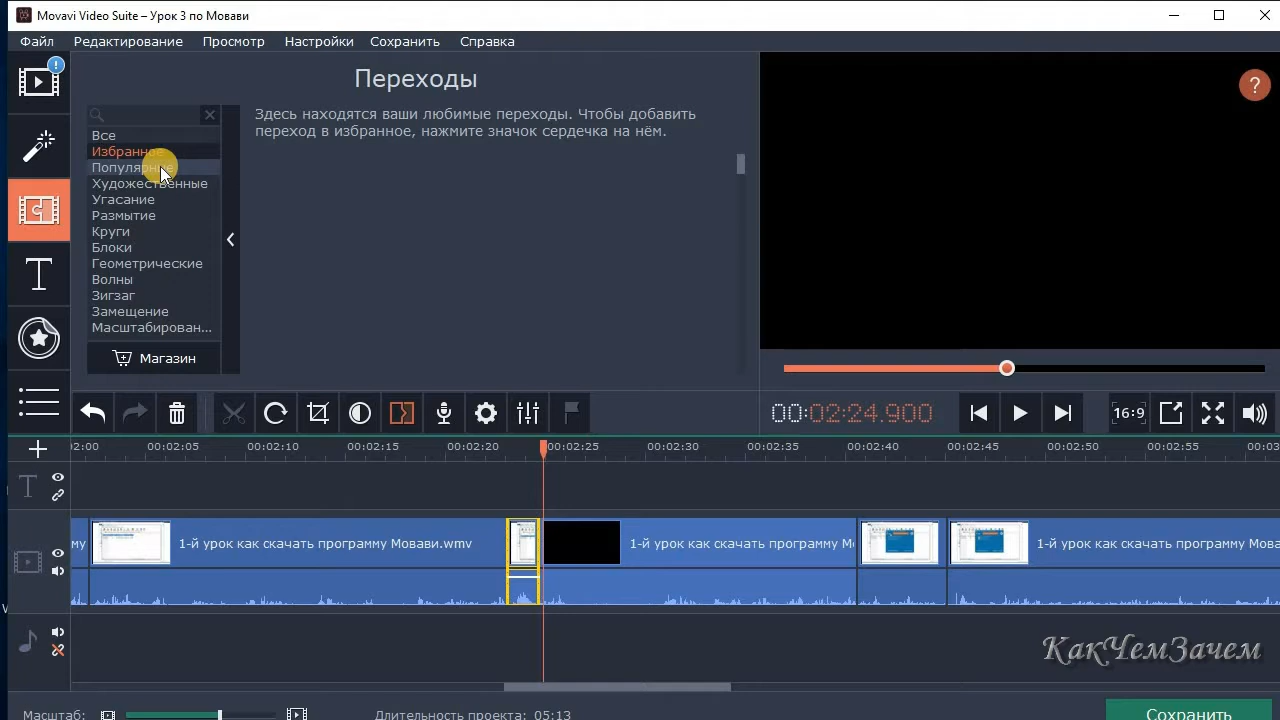 Movavi Video Suite – Урок 3 по Мовави
Файл Редактирование Просмотр Настройки Сохранить Справка
Переходы
Здесь находятся ваши любимые переходы. Чтобы добавить
переход в избранное, нажмите значок сердечка на нём.
Все
Избранное
Популярные
Художественные
Угасание
Размытие
Круги
Блоки
Геометрические
Волны
Зигзаг
Замещение
Масштабирован...
Магазин
?
00:02:24.900
16:9
2:00 00:02:05 00:02:10 00:02:15 00:02:20 00:02:25 00:02:30 00:02:35 00:02:40 00:02:45 00:02:50 00:02:55 00:03
му 1-й урок как скачать программу Мовави.wmv 1-й урок как скачать программу М 1-й урок как скачать программу Мова
КакЧемЗачем
Масштаб: Длительность проекта: 05:13 Сохранить